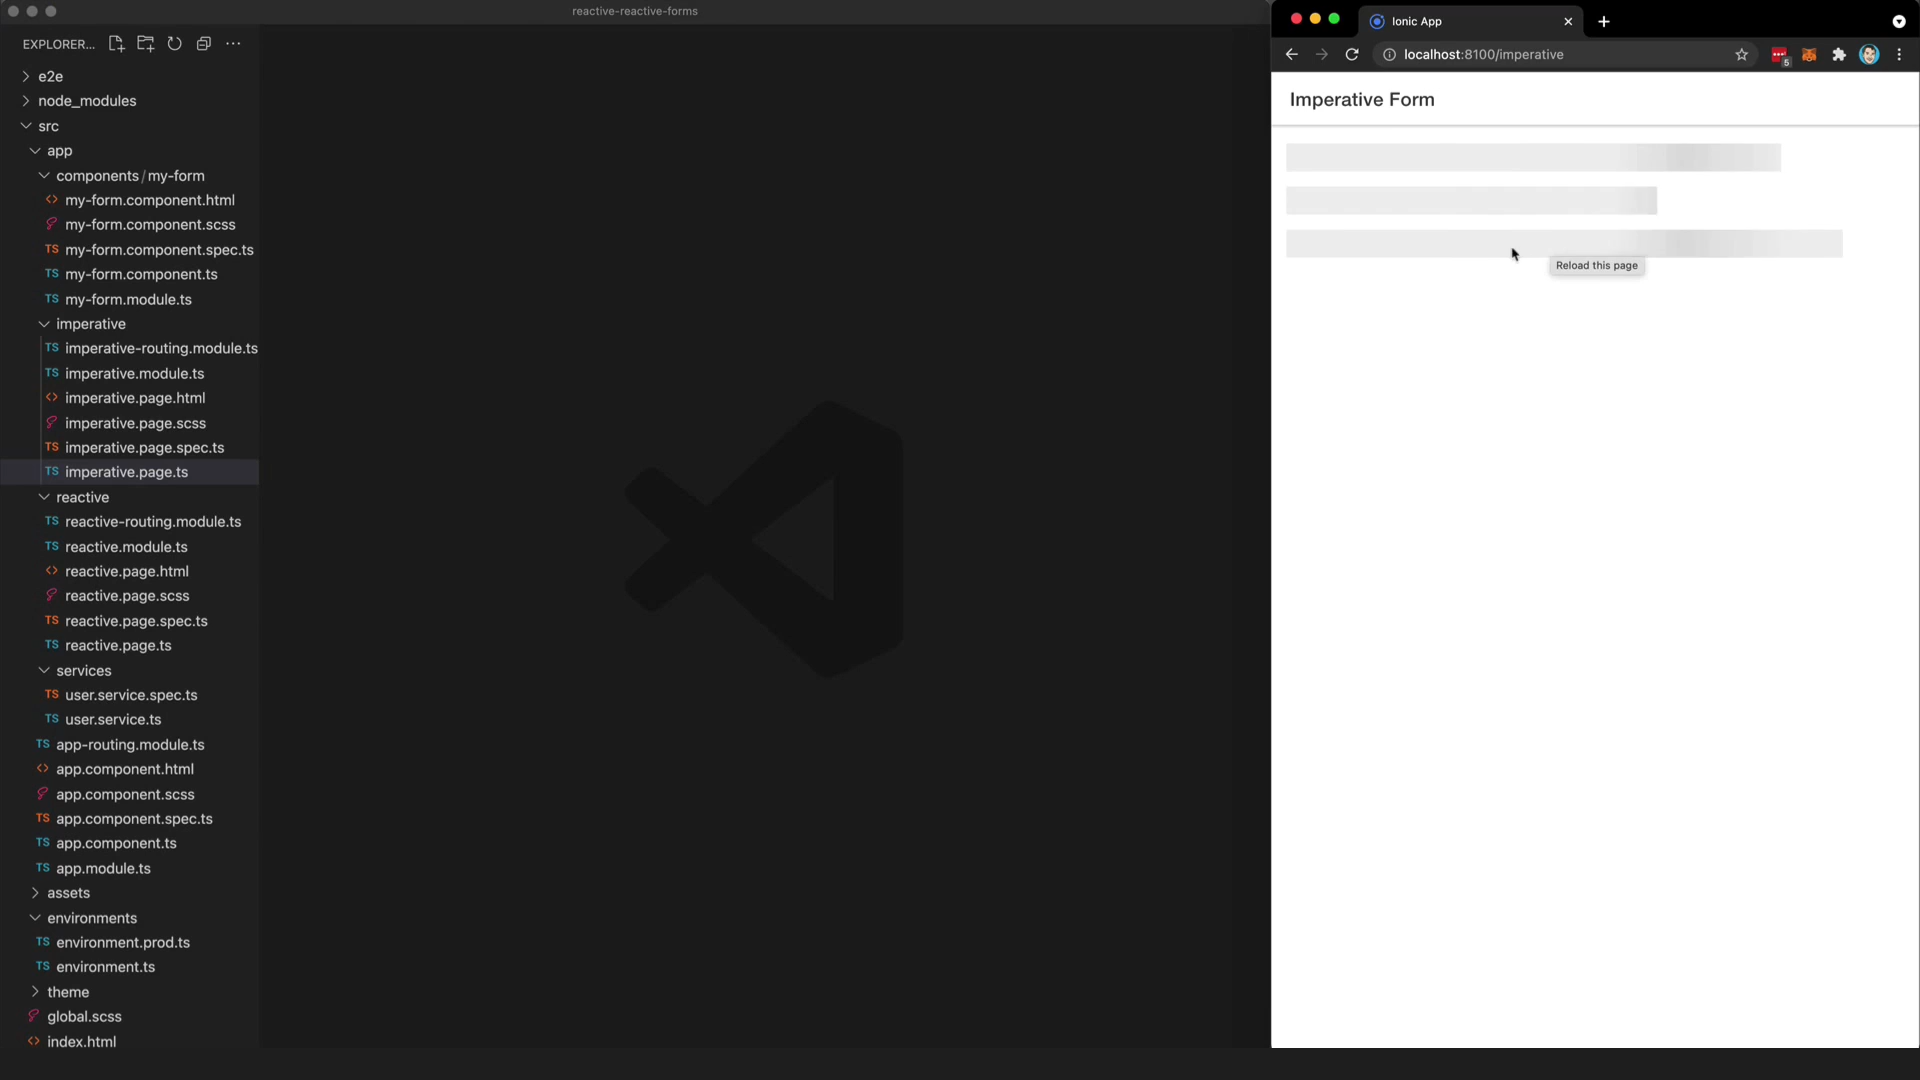 reactive-reactive-forms
EXPLORER...
e2e
node_modules
src
app
components/my-form
my-form.component.html
my-form.component.scss
TS my-form.component.spec.ts
TS my-form.component.ts
TS my-form.module.ts
imperative
TS imperative-routing.module.ts
TS imperative.module.ts
imperative.page.html
imperative.page.scss
TS imperative.page.spec.ts
TS imperative.page.ts
reactive
TS reactive-routing.module.ts
TS reactive.module.ts
reactive.page.html
reactive.page.scss
TS reactive.page.spec.ts
TS reactive.page.ts
services
TS user.service.spec.ts
TS user.service.ts
TS app-routing.module.ts
app.component.html
app.component.scss
TS app.component.spec.ts
TS app.component.ts
TS app.module.ts
assets
environments
TS environment.prod.ts
TS environment.ts
theme
global.scss
index.html
Ionic App
localhost:8100/imperative
5
Imperative Form
Reload this page